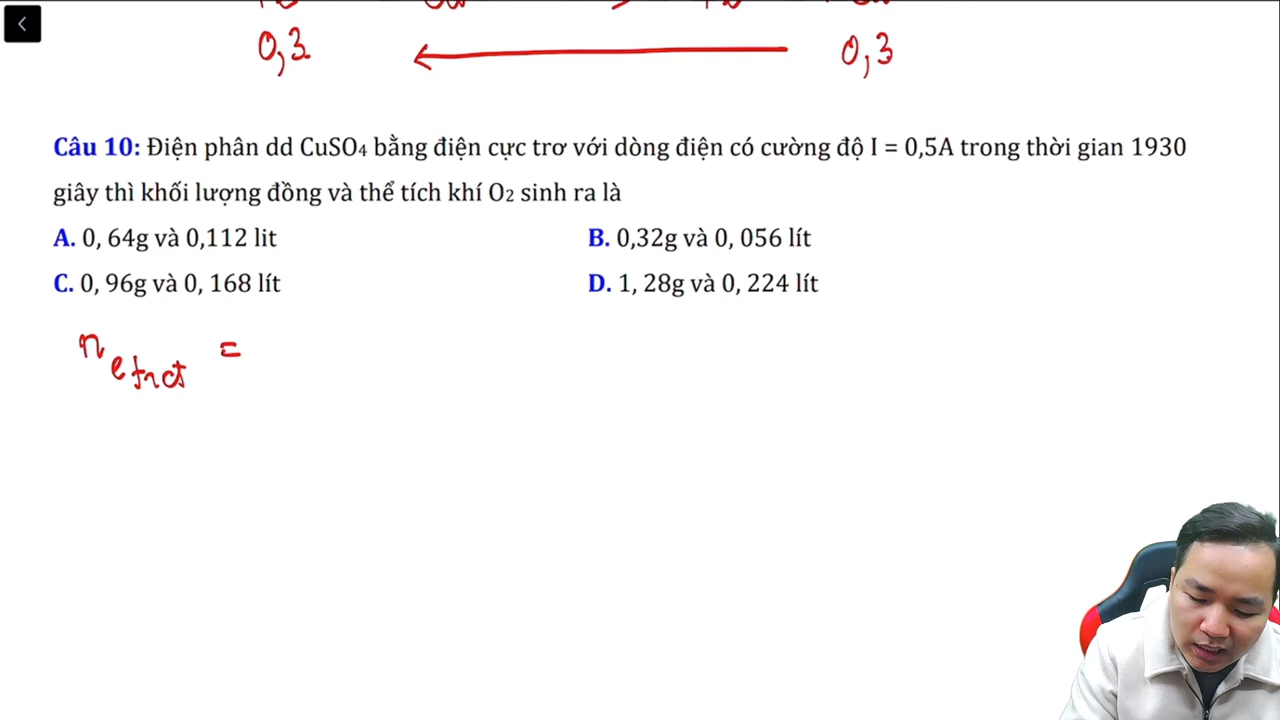 0,3 0,3
Câu 10: Điện phân dd CuSO₄ bằng điện cực trơ với dòng điện có cường độ I = 0,5A trong thời gian 1930
giây thì khối lượng đồng và thể tích khí O₂ sinh ra là
A. 0, 64g và 0,112 lit B. 0,32g và 0, 056 lít
C. 0, 96g và 0, 168 lít D. 1, 28g và 0, 224 lít
n e trđ =